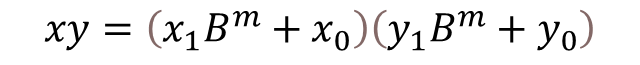 xy = (x₁Bᵐ + x₀)(y₁Bᵐ + y₀)